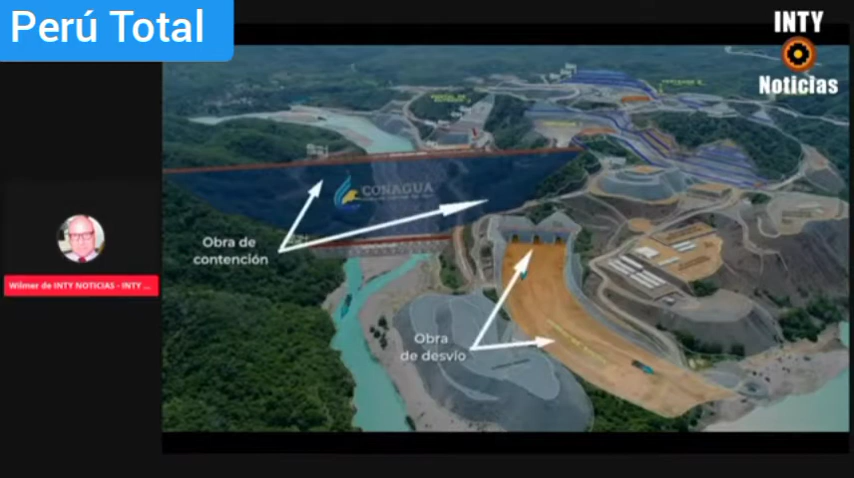 Perú Total
INTY
Noticias
CONAGUA
Obra de
contención
Wilmer de INTY NOTICIAS - INTY ...
Obra
de desvío